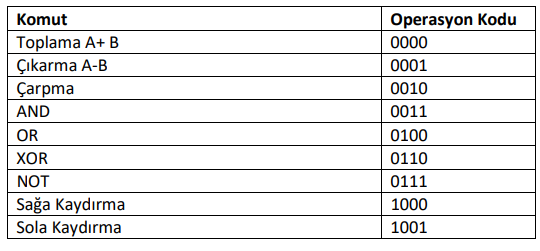 Komut Operasyon Kodu
Toplama A+ B 0000
Çıkarma A-B 0001
Çarpma 0010
AND 0011
OR 0100
XOR 0110
NOT 0111
Sağa Kaydırma 1000
Sola Kaydırma 1001